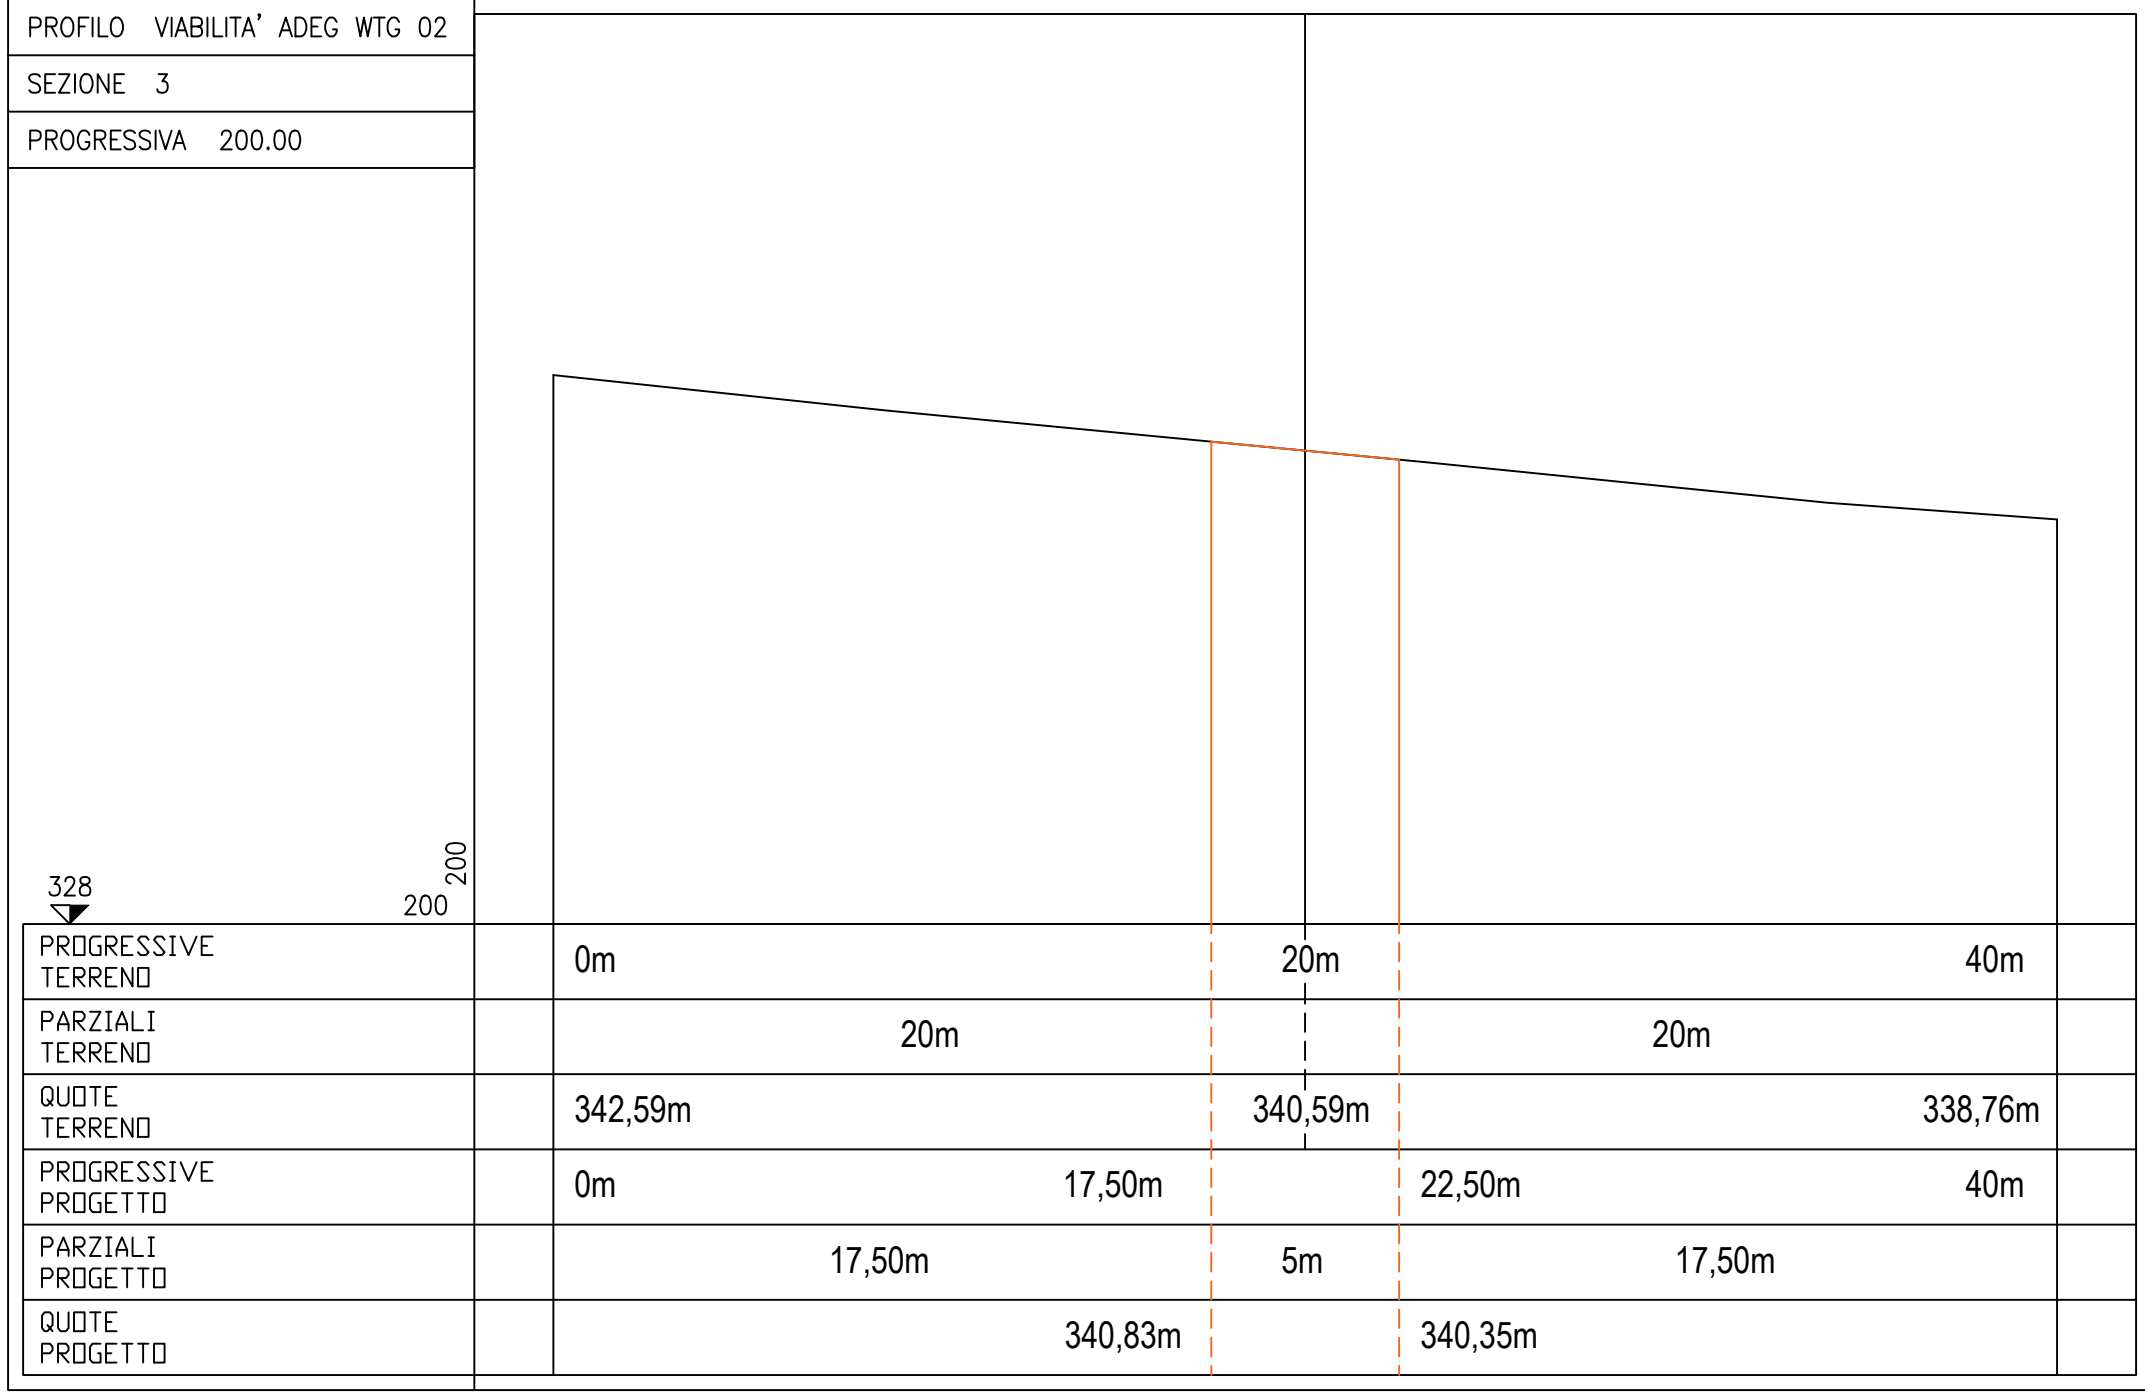 PROFILO VIABILITA' ADEG WTG 02
SEZIONE 3
PROGRESSIVA 200.00
200
328
200
PROGRESSIVE
TERRENO
0m 20m 40m
PARZIALI
TERRENO
20m 20m
QUOTE
TERRENO
342,59m 340,59m 338,76m
PROGRESSIVE
PROGETTO
0m 17,50m 22,50m 40m
PARZIALI
PROGETTO
17,50m 5m 17,50m
QUOTE
PROGETTO
340,83m 340,35m